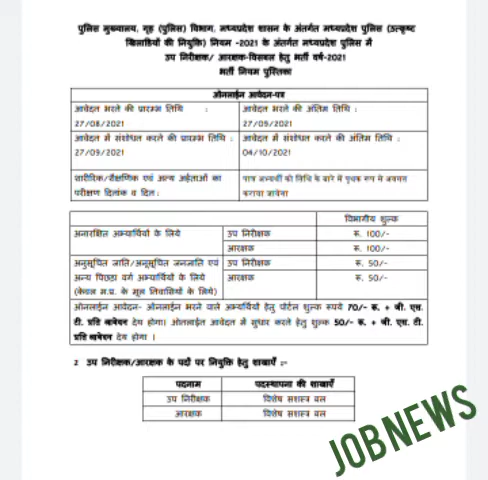 पुलिस मुख्यालय, गृह (पुलिस) विभाग, मध्यप्रदेश शासन के अंतर्गत मध्यप्रदेश पुलिस (उत्कृष्ट
खिलाडियों की नियुक्ति) नियम -2021 के अंतर्गत मध्यप्रदेश पुलिस में
उप निरीक्षक/ आरक्षक-विसबल हेतु भर्ती वर्ष-2021
भर्ती नियम पुस्तिका
ऑनलाईन आवेदन-पत्र
आवेदन भरने की प्रारम्भ तिथि : आवेदन भरने की अंतिम तिथि :
27/08/2021 27/09/2021
आवेदन में संशोधन करने की प्रारम्भ तिथि : आवेदन में संशोधन करने की अंतिम तिथि :
27/09/2021 04/10/2021
शारीरिक/शैक्षणिक एवं अन्य अर्हताओं का पात्र अभ्यर्थी को तिथि के बारे में पृथक रूप से अवगत
परीक्षण दिनांक व दिन: कराया जायेगा
विभागीय शुल्क
अनारक्षित अभ्यर्थियों के लिये उप निरीक्षक रू. 100/-
आरक्षक रू. 100/-
अनुसूचित जाति/अनुसूचित जनजाति एवं उप निरीक्षक रू. 50/-
अन्य पिछडा वर्ग अभ्यर्थियों के लिये आरक्षक रू. 50/-
(केवल म.प्र. के मूल निवासियों के लिये)
ऑनलाईन आवेदन- ऑनलाईन भरने वाले अभ्यर्थियों हेतु पोर्टल शुल्क रूपये 70/- रू. + जी. एस.
टी. प्रति आवेदन देय होगा। ऑनलाईन आवेदन में सुधार करने हेतु शुल्क 50/- रू. + जी. एस. टी.
प्रति आवेदन देय होगा ।
2 उप निरीक्षक/आरक्षक के पदों पर नियुक्ति हेतु शाखाएँ :-
पदनाम पदस्थापना की शाखाएँ
उप निरीक्षक विशेष सशस्त्र बल
आरक्षक विशेष सशस्त्र बल
JOBNEWS